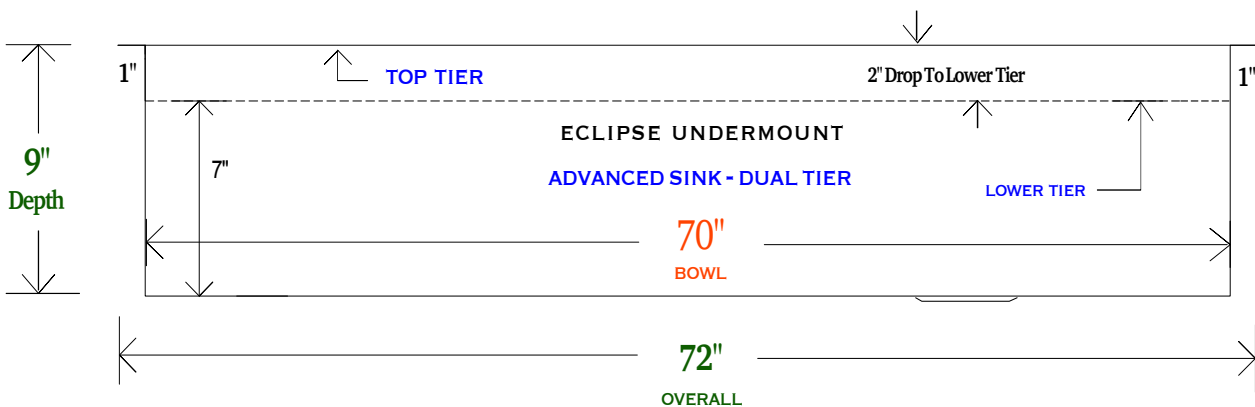 1"
TOP TIER
2" Drop To Lower Tier
1"
ECLIPSE UNDERMOUNT
9"
Depth
7"
ADVANCED SINK - DUAL TIER
LOWER TIER
70"
BOWL
72"
OVERALL